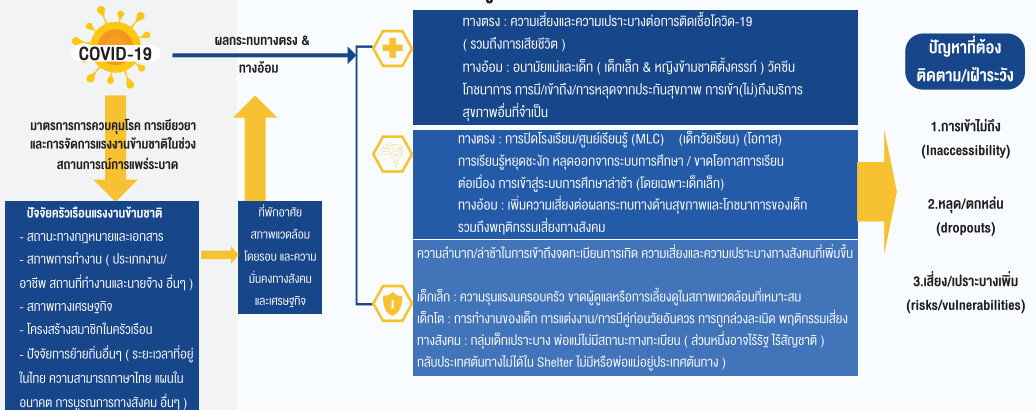 COVID-19
ผลกระทบทางตรง &
ทางอ้อม
มาตรการการควบคุมโรค การเยียวยา
และการจัดการแรงงานข้ามชาติในช่วง
สถานการณ์การแพร่ระบาด
ปัจจัยครัวเรือนแรงงานข้ามชาติ
- สถานะทางกฎหมายและเอกสาร
- สภาพการทำงาน ( ประเภทงาน/
อาชีพ สถานที่ทำงานและนายจ้าง อื่นๆ )
- สภาพทางเศรษฐกิจ
- โครงสร้างสมาชิกในครัวเรือน
- ปัจจัยการย้ายถิ่นอื่นๆ ( ระยะเวลาที่อยู่
ในไทย ความสามารถภาษาไทย แผนใน
อนาคต การบูรณการทางสังคม อื่นๆ )
ที่พักอาศัย
สภาพแวดล้อม
โดยรอบ และความ
มั่นคงทางสังคม
และเศรษฐกิจ
ทางตรง : ความเสี่ยงและความเปราะบางต่อการติดเชื้อโควิด-19
( รวมถึงการเสียชีวิต )
ทางอ้อม : อนามัยแม่และเด็ก ( เด็กเล็ก & หญิงข้ามชาติตั้งครรภ์ ) วัคซีน
โภชนาการ การมี/เข้าถึง/การหลุดจากประกันสุขภาพ การเข้า(ไม่)ถึงบริการ
สุขภาพอื่นที่จำเป็น
ทางตรง : การปิดโรงเรียน/ศูนย์เรียนรู้ (MLC) (เด็กวัยเรียน) (โอกาส)
การเรียนรู้หยุดชะงัก หลุดออกจากระบบการศึกษา / ขาดโอกาสการเรียน
ต่อเนื่อง การเข้าสู่ระบบการศึกษาล่าช้า (โดยเฉพาะเด็กเล็ก)
ทางอ้อม : เพิ่มความเสี่ยงต่อผลกระทบทางด้านสุขภาพและโภชนาการของเด็ก
รวมถึงพฤติกรรมเสี่ยงทางสังคม
ความลำบาก/ล่าช้าในการเข้าถึงจดทะเบียนการเกิด ความเสี่ยงและความเปราะบางทางสังคมที่เพิ่มขึ้น
1
เด็กเล็ก : ความรุนแรงบนครอบครัว ขาดผู้ดูแลหรือการเลี้ยงดูในสภาพแวดล้อมที่เหมาะสม
เด็กโต : การทำงานของเด็ก การแต่งงาน/การมีคู่ก่อนวัยอันควร การถูกล่วงละเมิด พฤติกรรมเสี่ยง
ทางสังคม : กลุ่มเด็กเปราะบาง พ่อแม่ไม่มีสถานะทางทะเบียน ( ส่วนหนึ่งอาจไร้รัฐ ไร้สัญชาติ )
กลับประเทศต้นทางไม่ได้ใน Shelter ไม่มีหรือพ่อแม่อยู่ประเทศต้นทาง )
ปัญหาที่ต้อง
ติดตาม/เฝ้าระวัง
1.การเข้าไม่ถึง
(Inaccessibility)
2.หลุด/ตกหล่น
(dropouts)
3.เสี่ยง/เปราะบางเพิ่ม
(risks/vulnerabilities)